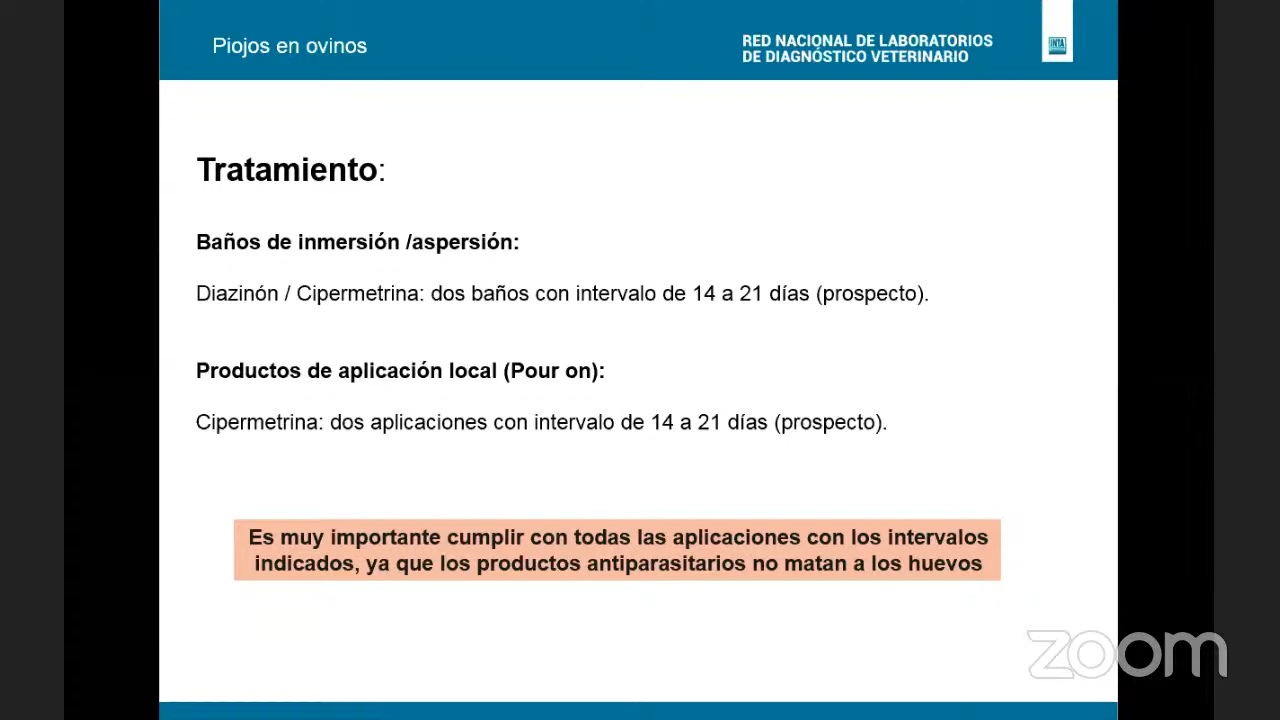 Piojos en ovinos
RED NACIONAL DE LABORATORIOS
DE DIAGNÓSTICO VETERINARIO
INTA
Tratamiento:
Baños de inmersión /aspersión:
Diazinón / Cipermetrina: dos baños con intervalo de 14 a 21 días (prospecto).
Productos de aplicación local (Pour on):
Cipermetrina: dos aplicaciones con intervalo de 14 a 21 días (prospecto).
Es muy importante cumplir con todas las aplicaciones con los intervalos
indicados, ya que los productos antiparasitarios no matan a los huevos
zoom